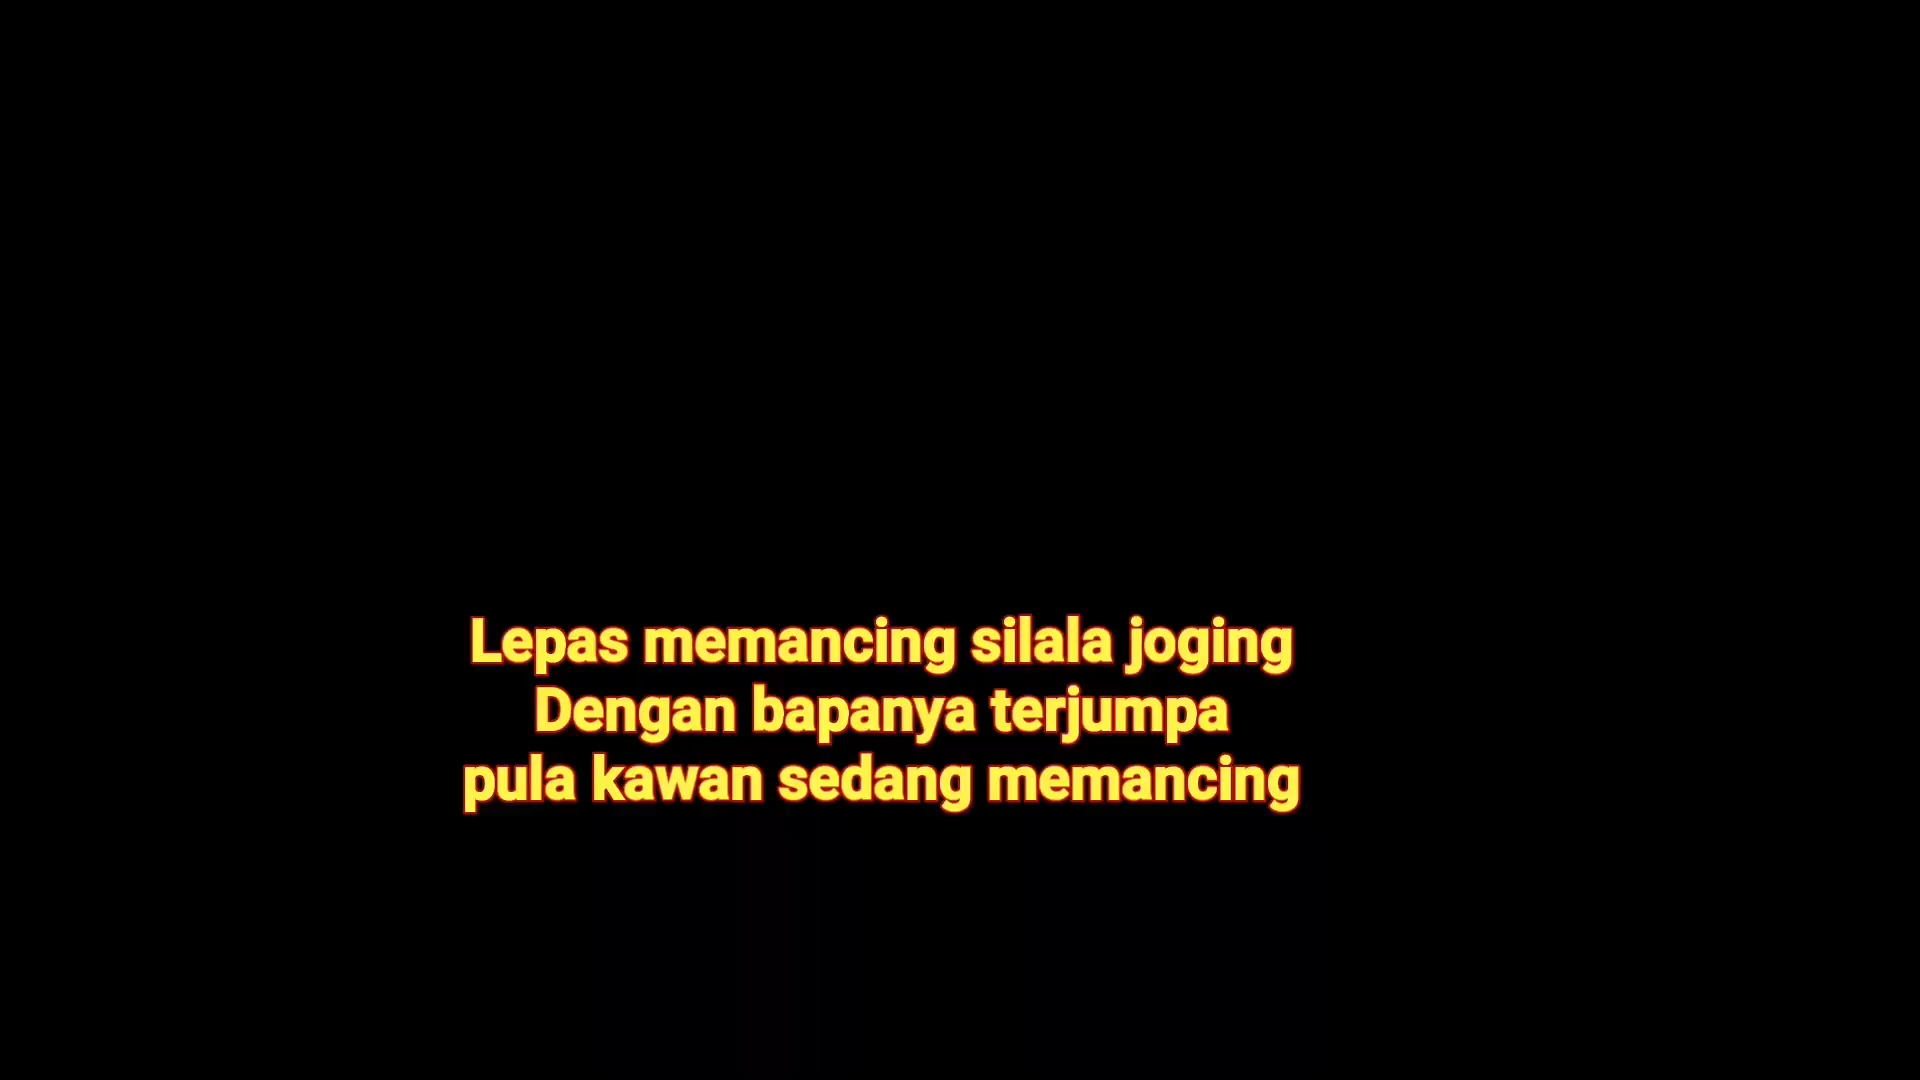 Lepas memancing silala joging
Dengan bapanya terjumpa
pula kawan sedang memancing